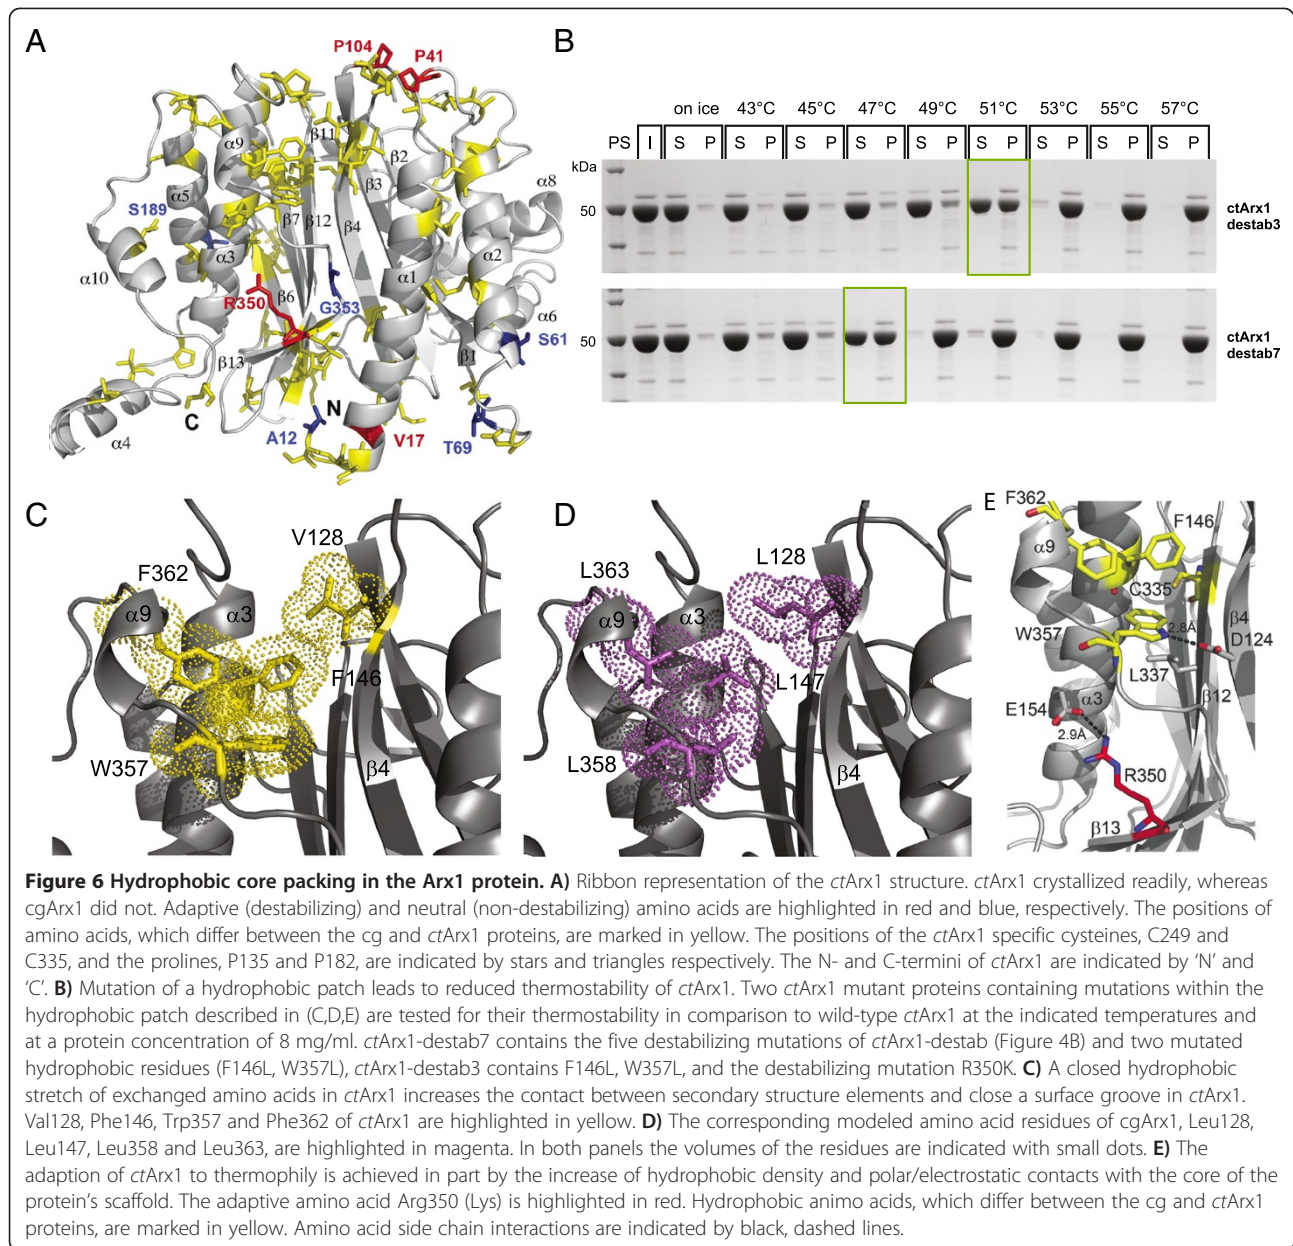 A
P104
P41
β11
α9
β2
β3
α8
α5
S189
β7
β12
β4
α3
α2
α10
α1
R350
β6
G353
α6
S61
β13
β1
N
C
A12
V17
T69
α4
B
on ice 43°C 45°C 47°C 49°C 51°C 53°C 55°C 57°C
PS I S P S P S P S P S P S P S P S P S P
kDa
50
ctArx1
destab3
50
ctArx1
destab7
C
V128
F362
α9
α3
F146
W357
β4
D
L363
L128
α9
α3
L147
L358
β4
E
F362
F146
α9
C335
W357
2.8Å
β4
D124
L337
α3
β12
E154
2.9Å
R350
β13
Figure 6 Hydrophobic core packing in the Arx1 protein. A) Ribbon representation of the ctArx1 structure. ctArx1 crystallized readily, whereas
cgArx1 did not. Adaptive (destabilizing) and neutral (non-destabilizing) amino acids are highlighted in red and blue, respectively. The positions of
amino acids, which differ between the cg and ctArx1 proteins, are marked in yellow. The positions of the ctArx1 specific cysteines, C249 and
C335, and the prolines, P135 and P182, are indicated by stars and triangles respectively. The N- and C-termini of ctArx1 are indicated by ‘N’ and
‘C’. B) Mutation of a hydrophobic patch leads to reduced thermostability of ctArx1. Two ctArx1 mutant proteins containing mutations within the
hydrophobic patch described in (C,D,E) are tested for their thermostability in comparison to wild-type ctArx1 at the indicated temperatures and
at a protein concentration of 8 mg/ml. ctArx1-destab7 contains the five destabilizing mutations of ctArx1-destab (Figure 4B) and two mutated
hydrophobic residues (F146L, W357L), ctArx1-destab3 contains F146L, W357L, and the destabilizing mutation R350K. C) A closed hydrophobic
stretch of exchanged amino acids in ctArx1 increases the contact between secondary structure elements and close a surface groove in ctArx1.
Val128, Phe146, Trp357 and Phe362 of ctArx1 are highlighted in yellow. D) The corresponding modeled amino acid residues of cgArx1, Leu128,
Leu147, Leu358 and Leu363, are highlighted in magenta. In both panels the volumes of the residues are indicated with small dots. E) The
adaption of ctArx1 to thermophily is achieved in part by the increase of hydrophobic density and polar/electrostatic contacts with the core of the
protein’s scaffold. The adaptive amino acid Arg350 (Lys) is highlighted in red. Hydrophobic animo acids, which differ between the cg and ctArx1
proteins, are marked in yellow. Amino acid side chain interactions are indicated by black, dashed lines.